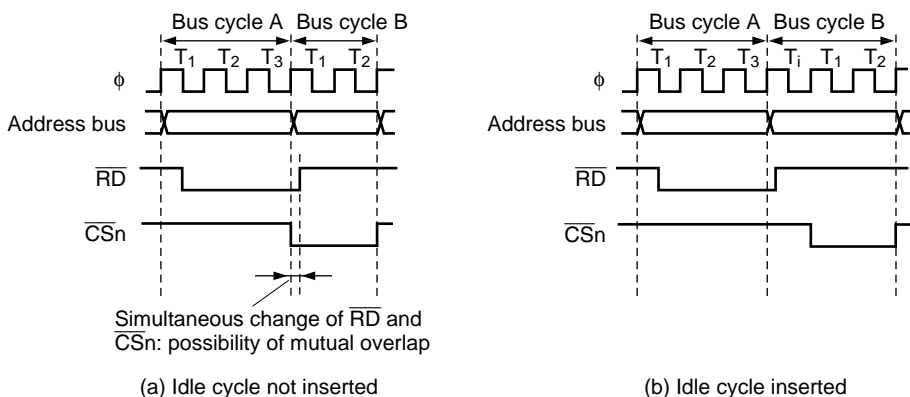 Bus cycle A Bus cycle B
T1 T2 T3 T1 T2
φ
Address bus
RD
CSn
Simultaneous change of RD and
CSn: possibility of mutual overlap
(a) Idle cycle not inserted
Bus cycle A Bus cycle B
T1 T2 T3 Ti T1 T2
φ
Address bus
RD
CSn
(b) Idle cycle inserted